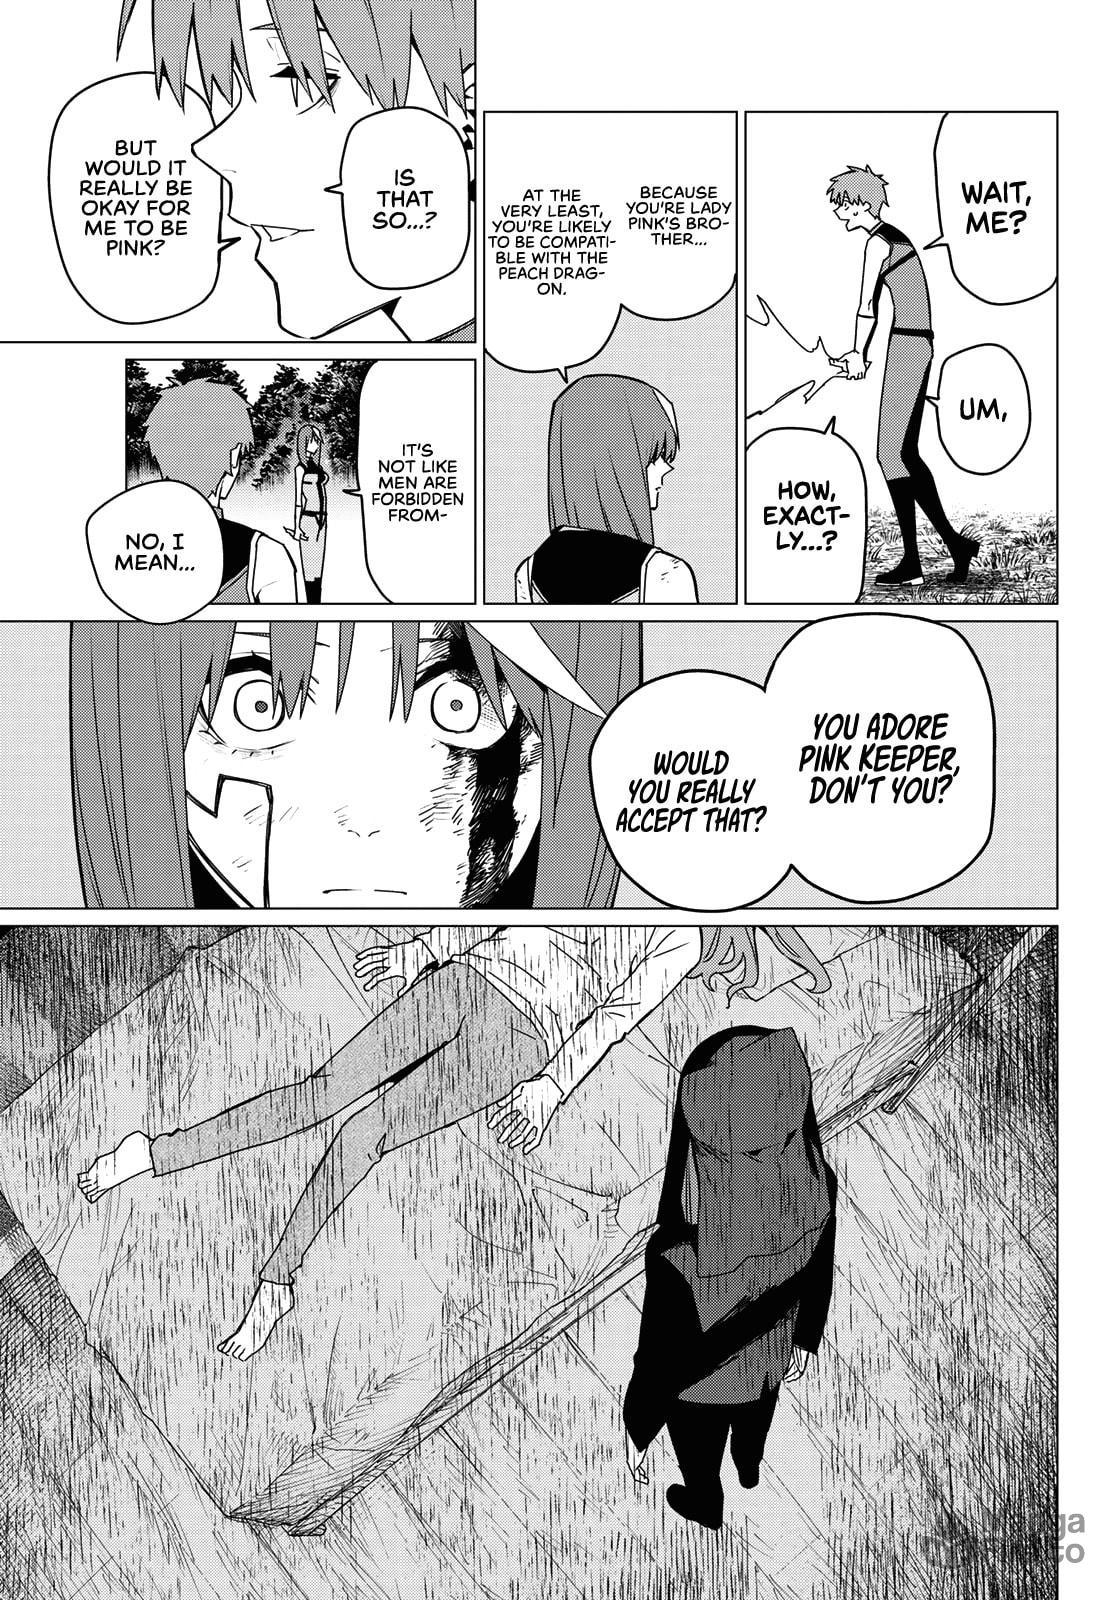 WAIT,
ME?
UM,
HOW,
EXACT-
LY...?
BECAUSE
YOU'RE LADY
PINK'S BRO-
THER...
AT THE
VERY LEAST,
YOU'RE LIKELY
TO BE COMPATI-
BLE WITH THE
PEACH DRAG-
ON.
IS
THAT
SO...?
BUT
WOULD IT
REALLY BE
OKAY FOR
ME TO BE
PINK?
IT'S
NOT LIKE
MEN ARE
FORBIDDEN
FROM-
NO, I
MEAN...
YOU ADORE
PINK KEEPER,
DON'T YOU?
WOULD
YOU REALLY
ACCEPT THAT?